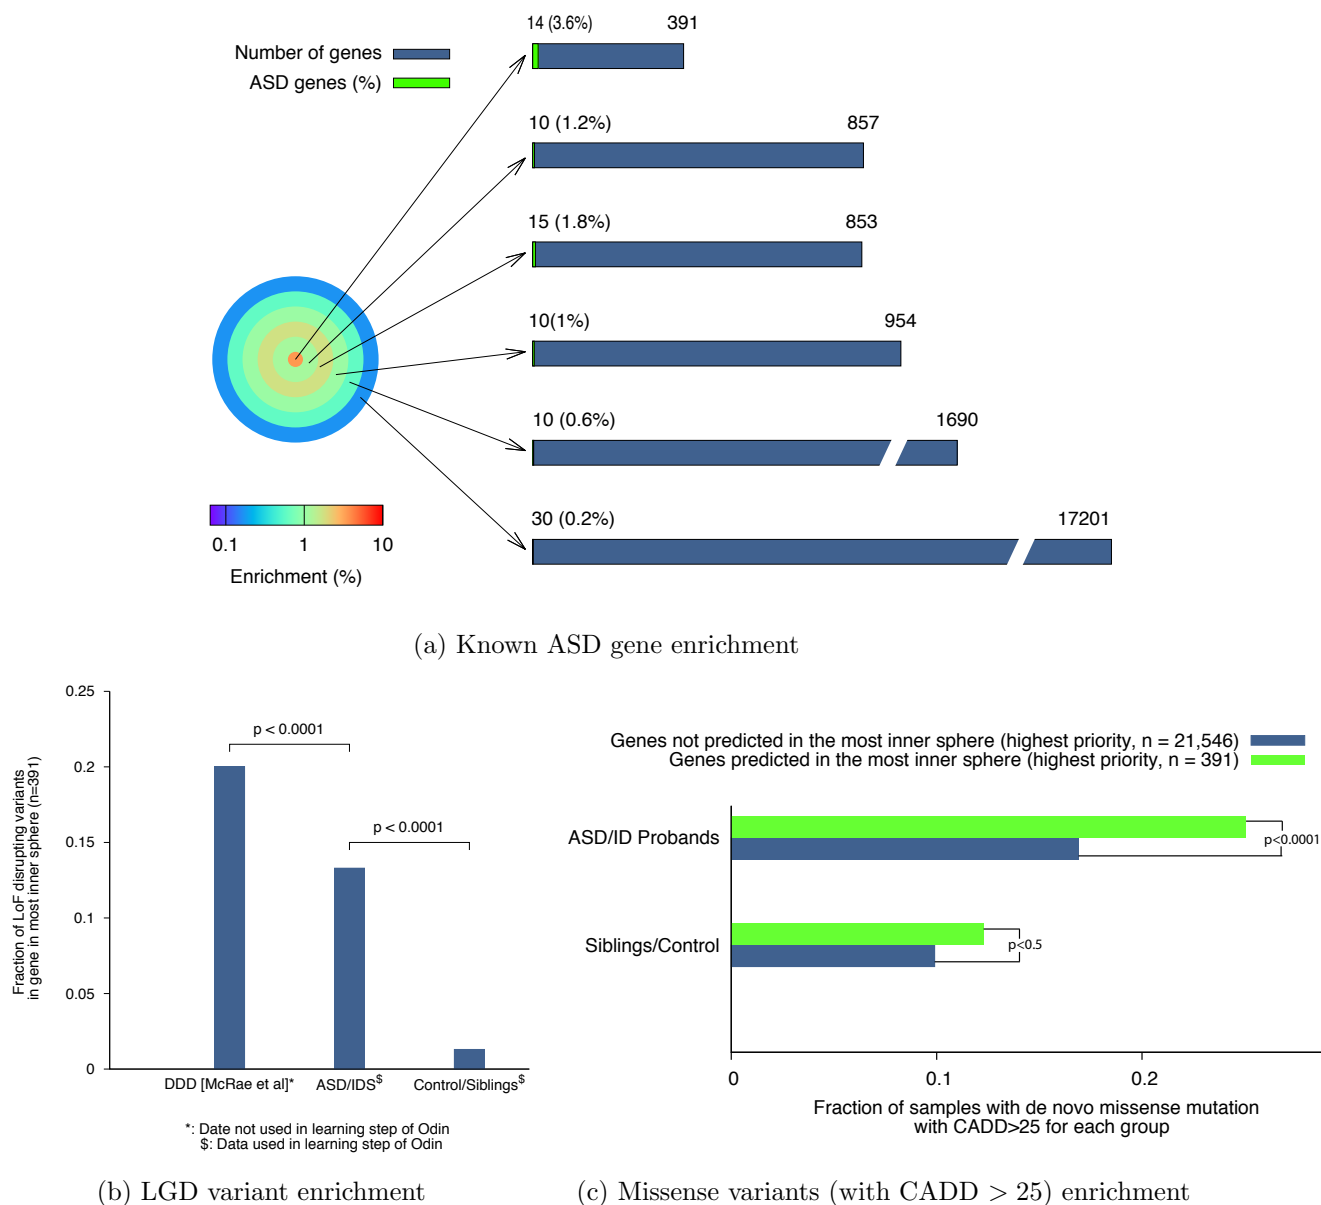 14 (3.6%)
391
Number of genes
ASD genes (%)
10 (1.2%)
857
15 (1.8%)
853
10(1%)
954
10 (0.6%)
1690
30 (0.2%)
17201
0.1
1
10
Enrichment (%)
(a) Known ASD gene enrichment
0.25
0.2
0.15
0.1
0.05
0
Fraction of LoF disrupting variants
in gene in most inner sphere (n=391)
p < 0.0001
p < 0.0001
DDD [McRae et al]*
ASD/IDS$
Control/Siblings$
*: Date not used in learning step of Odin
$: Data used in learning step of Odin
(b) LGD variant enrichment
Genes not predicted in the most inner sphere (highest priority, n = 21,546)
Genes predicted in the most inner sphere (highest priority, n = 391)
ASD/ID Probands
p<0.0001
Siblings/Control
p<0.5
0
0.1
0.2
Fraction of samples with de novo missense mutation
with CADD>25 for each group
(c) Missense variants (with CADD > 25) enrichment